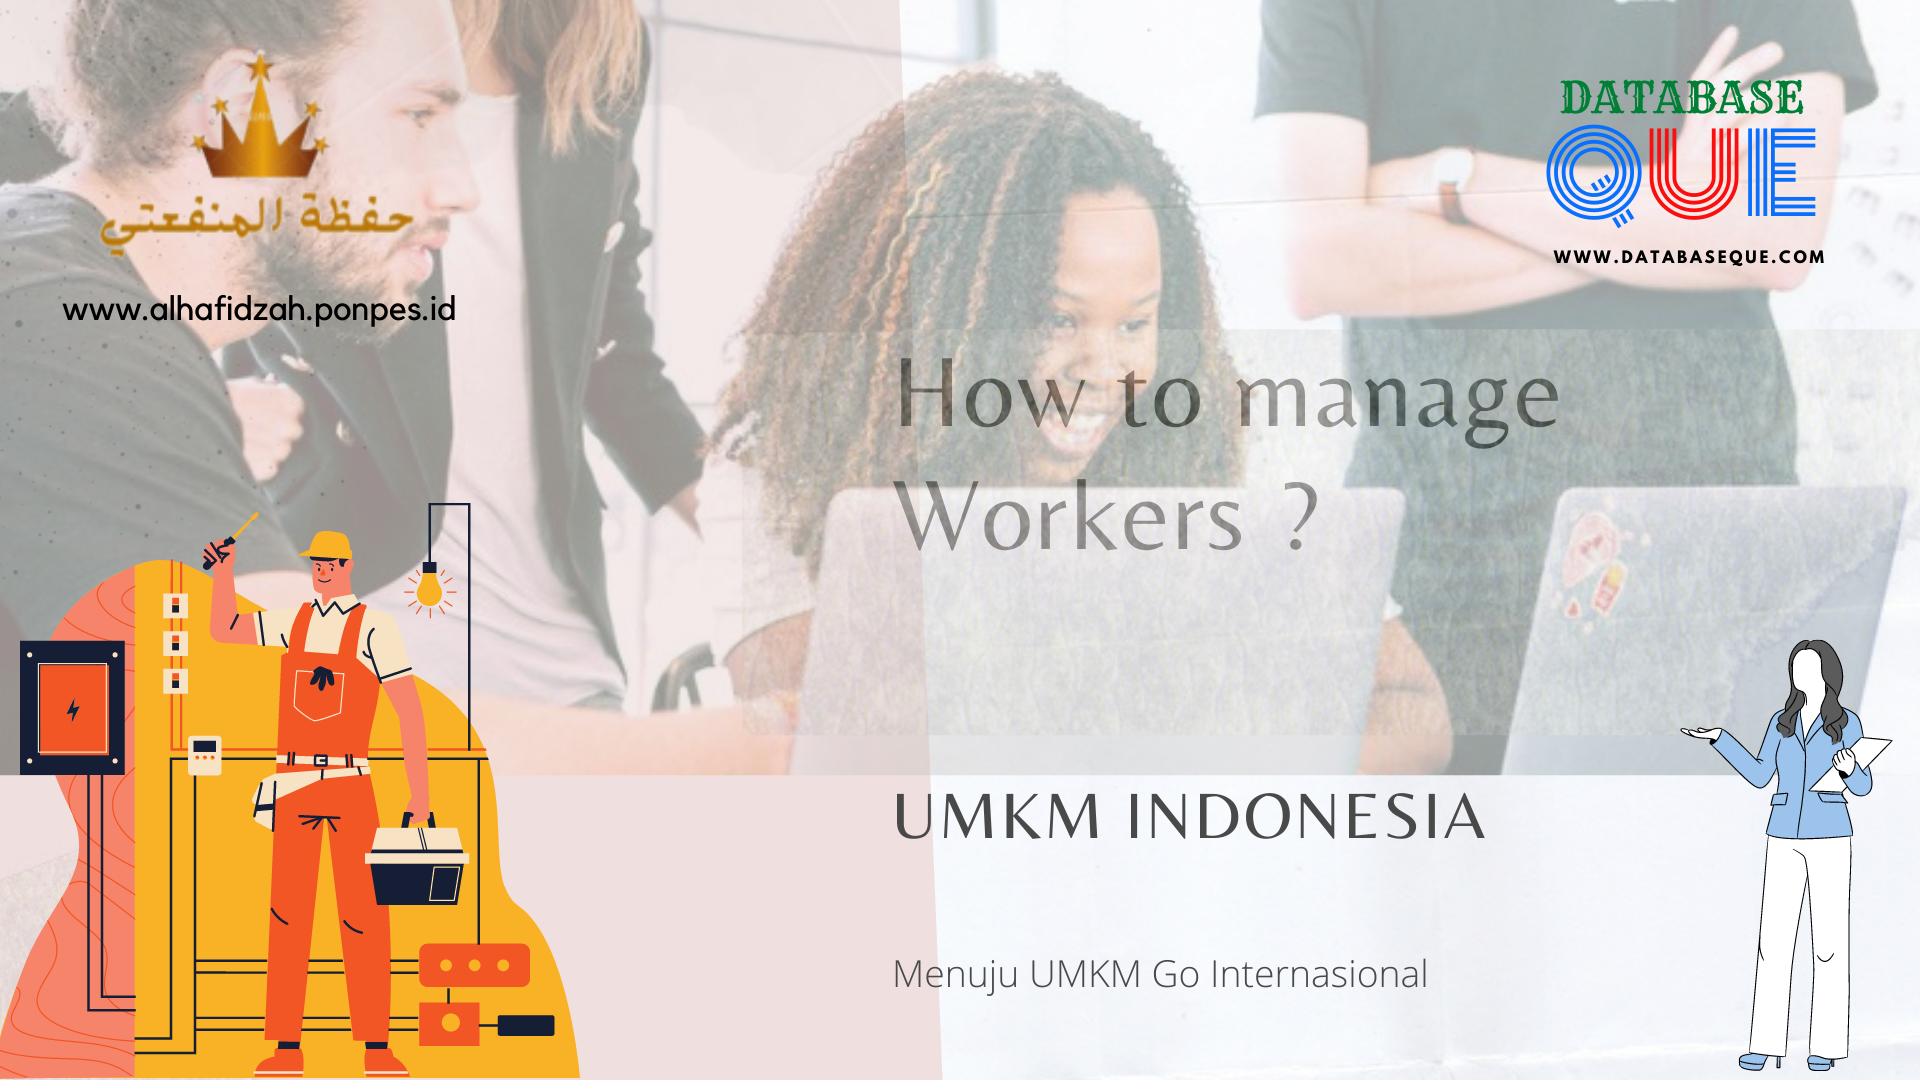 حفظة المنفعتي
www.alhafidzah.ponpes.id
DATABASE
QUE
WWW.DATABASEQUE.COM
How to manage
Workers ?
UMKM INDONESIA
Menuju UMKM Go Internasional